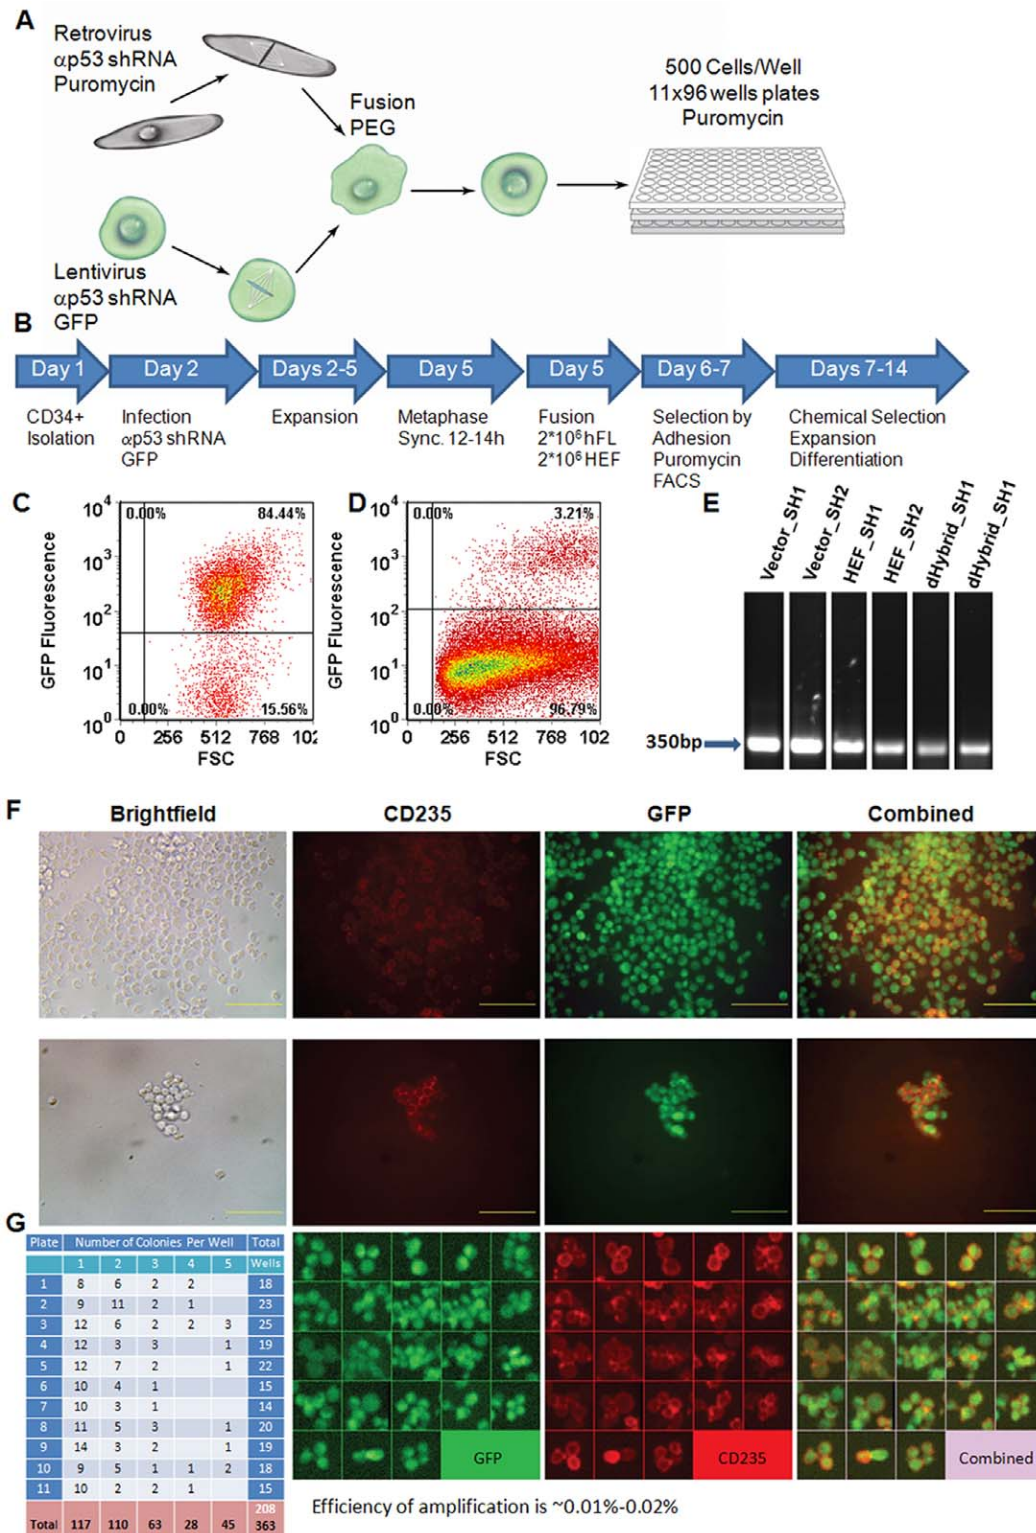 A
Retrovirus
αp53 shRNA
Puromycin
Fusion
PEG
500 Cells/Well
11x96 wells plates
Puromycin
Lentivirus
αp53 shRNA
GFP
B
Day 1
Day 2
Days 2-5
Day 5
Day 5
Day 6-7
Days 7-14
CD34+
Isolation
Infection
αp53 shRNA
GFP
Expansion
Metaphase
Sync. 12-14h
Fusion
2*10⁶ hFL
2*10⁶ HEF
Selection by
Adhesion
Puromycin
FACS
Chemical Selection
Expansion
Differentiation
C
10⁴
10³
10²
10¹
10⁰
GFP Fluorescence
0.00%
84.44%
0.00%
15.56%
0 256 512 768 102
FSC
D
10⁴
10³
10²
10¹
10⁰
GFP Fluorescence
0.00%
3.21%
0.00%
96.79%
256 512 768 102
FSC
E
Vector_SH1
Vector_SH2
HEF_SH1
HEF_SH2
dHybrid_SH1
dHybrid_SH1
350bp
F
Brightfield
CD235
GFP
Combined
G
Plate Number of Colonies Per Well Total
1 2 3 4 5 Wells
1 8 6 2 2 18
2 9 11 2 1 23
3 12 6 2 2 3 25
4 12 3 3 1 19
5 12 7 2 1 22
6 10 4 1 15
7 10 3 1 14
8 11 5 3 1 20
9 14 3 2 1 19
10 9 5 1 1 2 18
11 10 2 2 1 15
208
Total 117 110 63 28 45 363
GFP
CD235
Combined
Efficiency of amplification is ~0.01%-0.02%